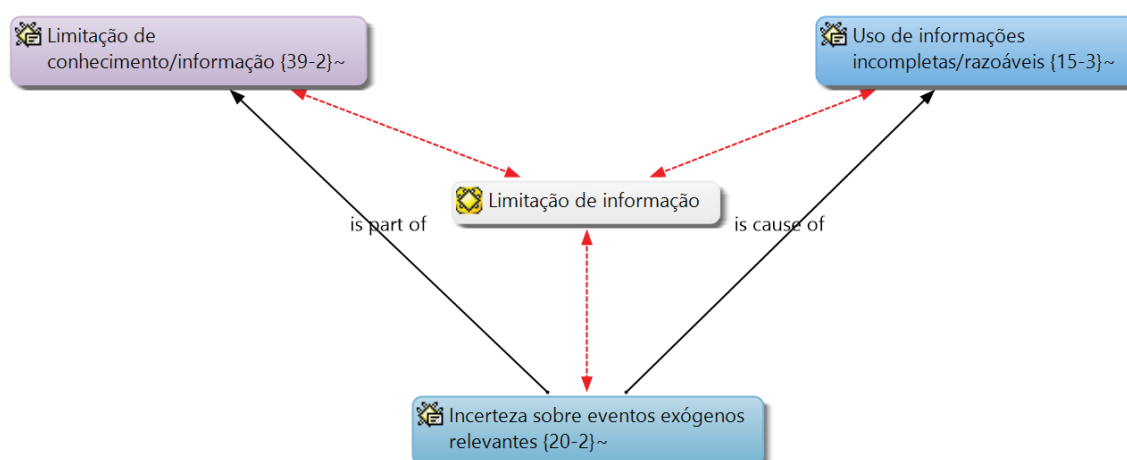 Limitação de
conhecimento/informação {39-2}~
Uso de informações
incompletas/razoáveis {15-3}~
Limitação de informação
is part of
is cause of
Incerteza sobre eventos exógenos
relevantes {20-2}~